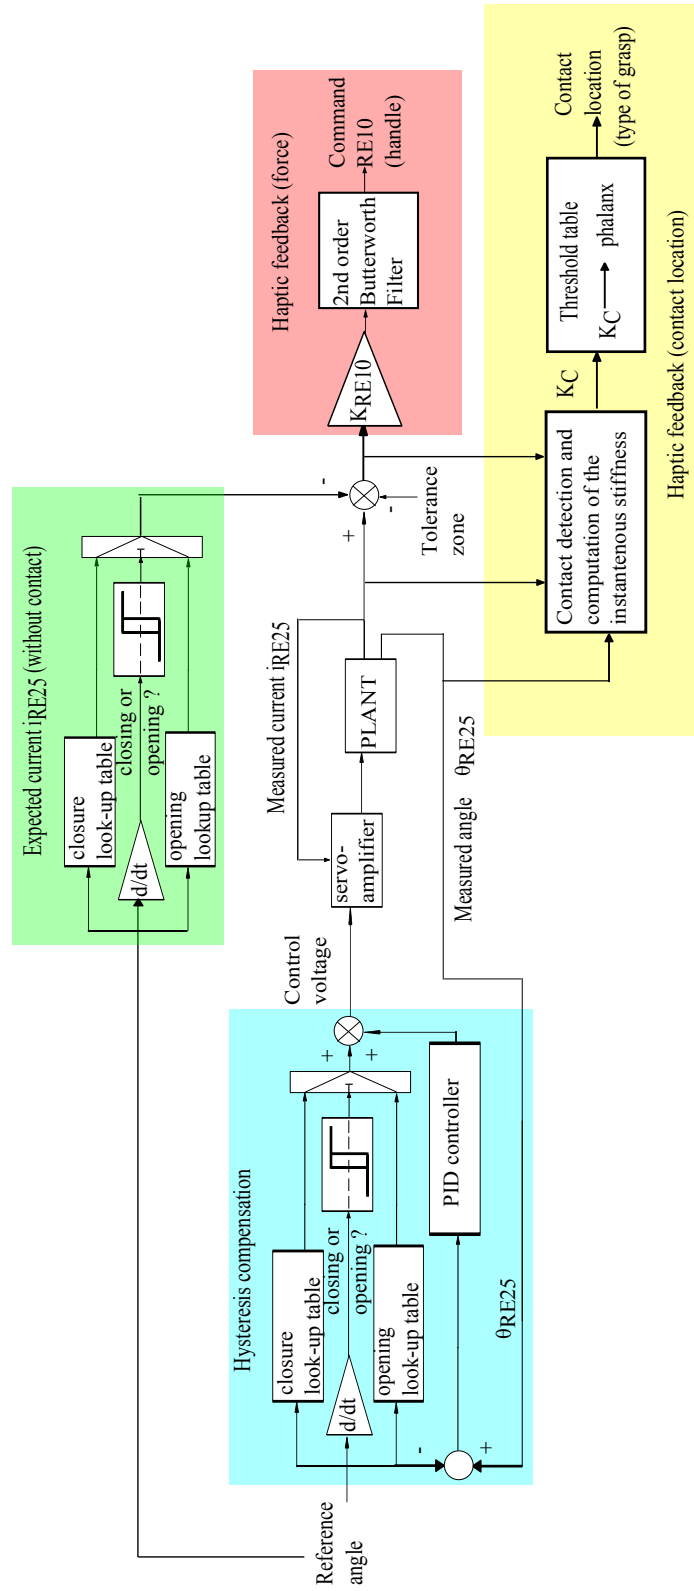 Expected current iRE25 (without contact)
closure
look-up table
closing or
opening ?
d/dt
opening
lookup table
Haptic feedback (force)
KRE10
2nd order
Butterworth
Filter
Command
RE10
(handle)
-
+
-
Tolerance
zone
Reference
angle
Hysteresis compensation
closure
look-up table
closing or
opening ?
d/dt
opening
look-up table
+
+
-
+
PID controller
θRE25
Control
voltage
servo-
amplifier
Measured current iRE25
PLANT
Measured angle θRE25
Contact detection and
computation of the
instantenous stiffness
KC
Threshold table
KC
phalanx
Contact
location
(type of grasp)
Haptic feedback (contact location)